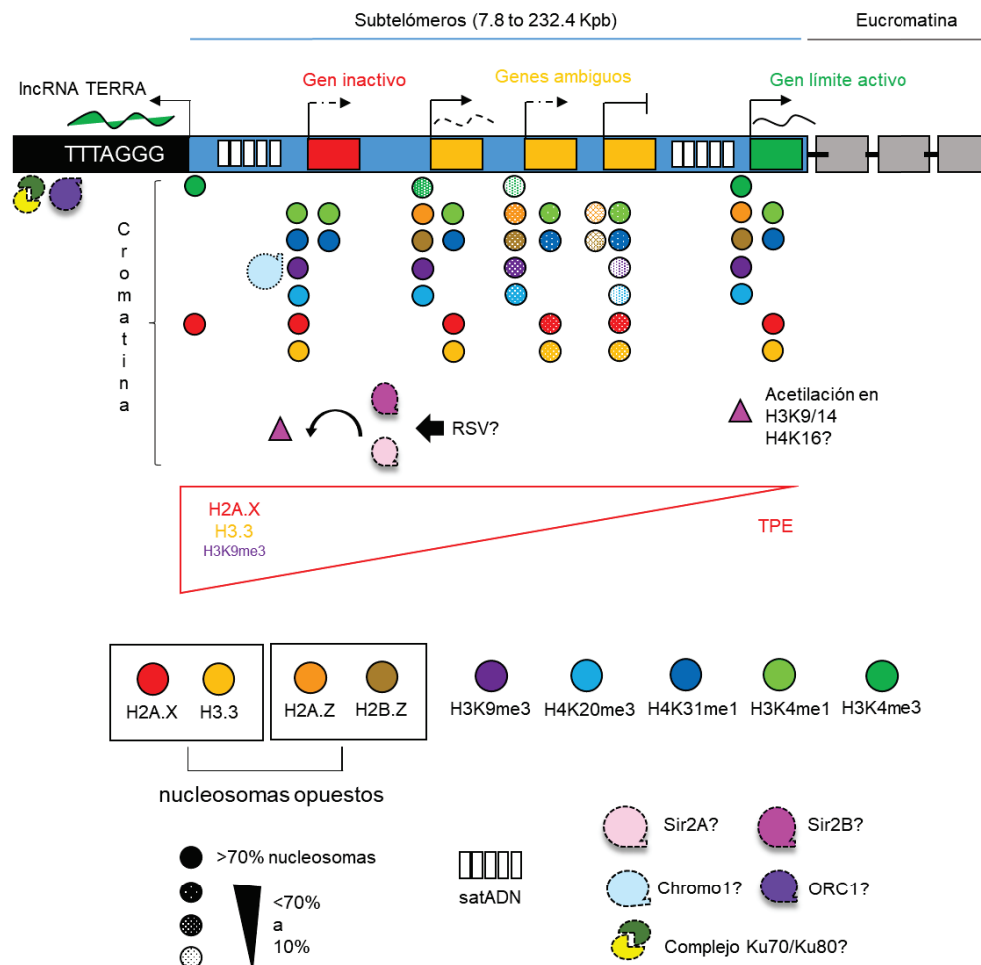 Subtelómeros (7.8 to 232.4 Kpb)
Eucromatina
Gen inactivo
Genes ambiguos
Gen límite activo
lncRNA TERRA
TTTAGGG
Cromatina
RSV?
Acetilación en
H3K9/14
H4K16?
H2A.X
H3.3
H3K9me3
TPE
H2A.X
H3.3
H2A.Z
H2B.Z
H3K9me3
H4K20me3
H4K31me1
H3K4me1
H3K4me3
nucleosomas opuestos
>70% nucleosomas
<70%
a
10%
satADN
Sir2A?
Sir2B?
Chromo1?
ORC1?
Complejo Ku70/Ku80?